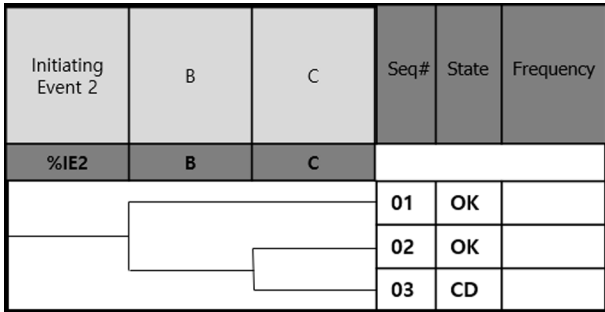 Initiating
Event 2
B
C
Seq#
State
Frequency
%IE2
B
C
01
OK
02
OK
03
CD